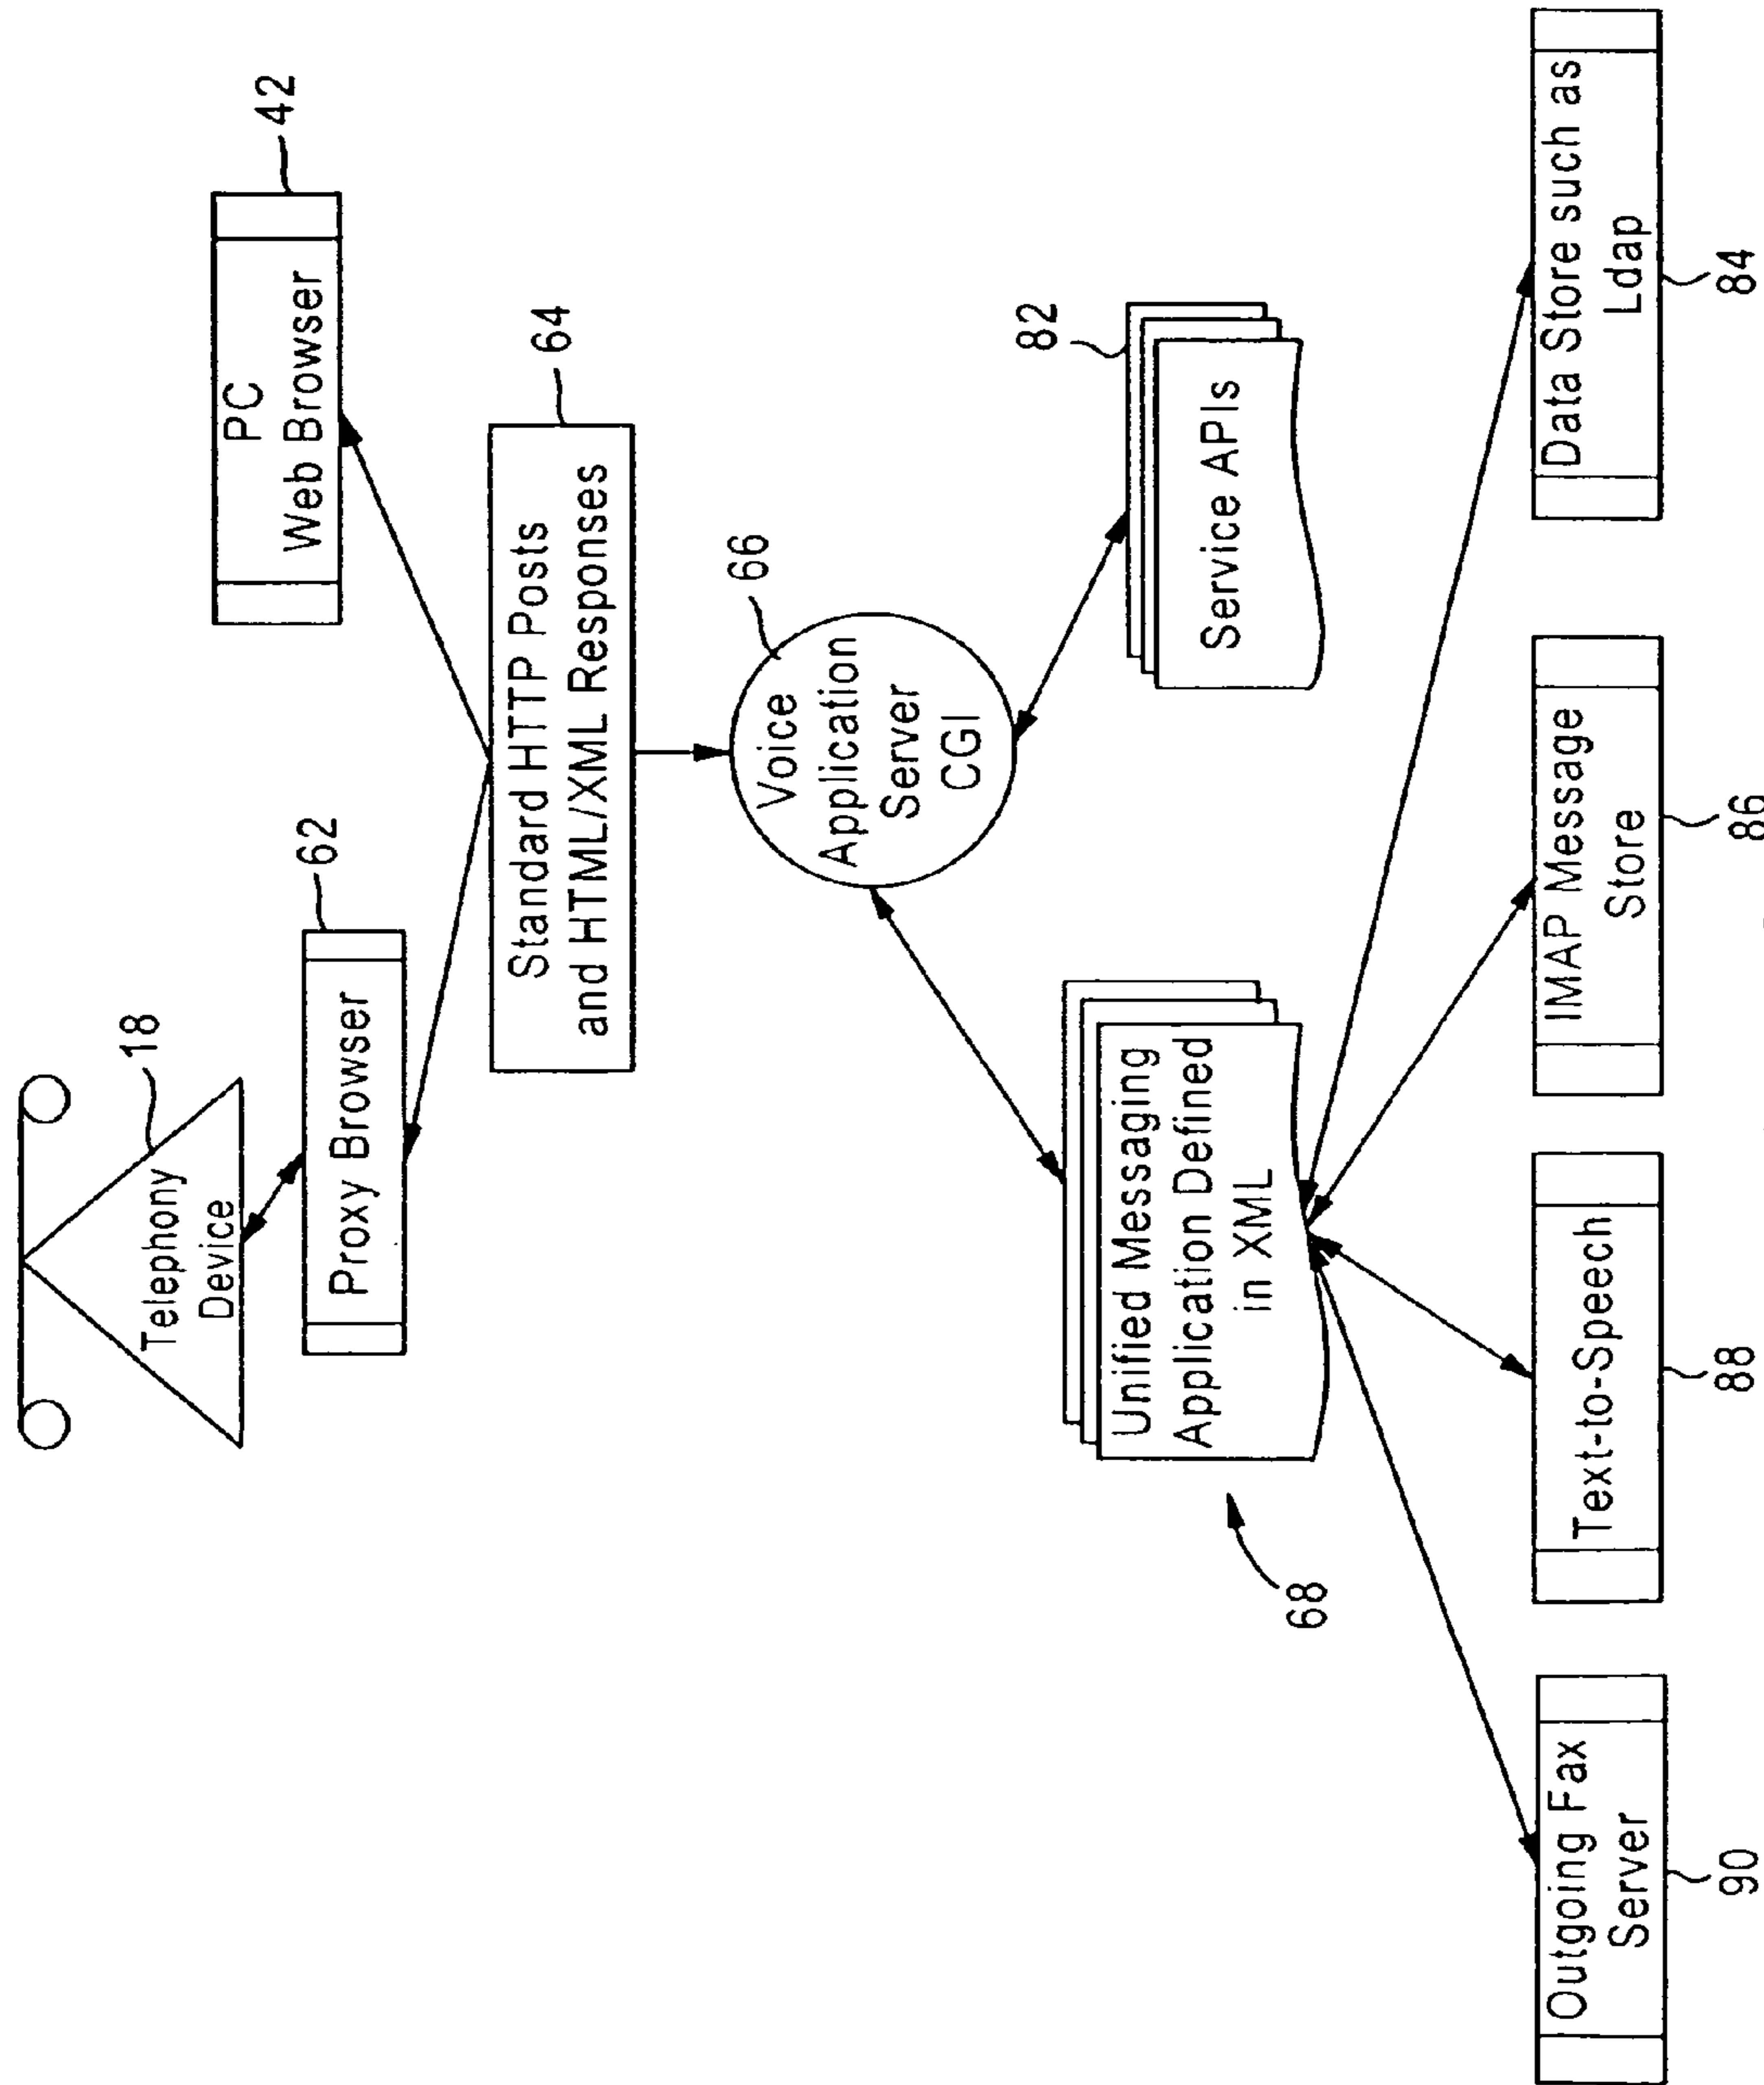 18
Telephony
Device
62
Proxy Browser
42
PC
Web Browser
64
Standard HTTP Posts
and HTML/XML Responses
66
Voice
Application
Server
CGI
82
Service APIs
Unified Messaging
Application Defined
in XML
68
Outgoing Fax
Server
90
Text-to-Speech
88
IMAP Message
Store
86
Data Store such as
Ldap
84